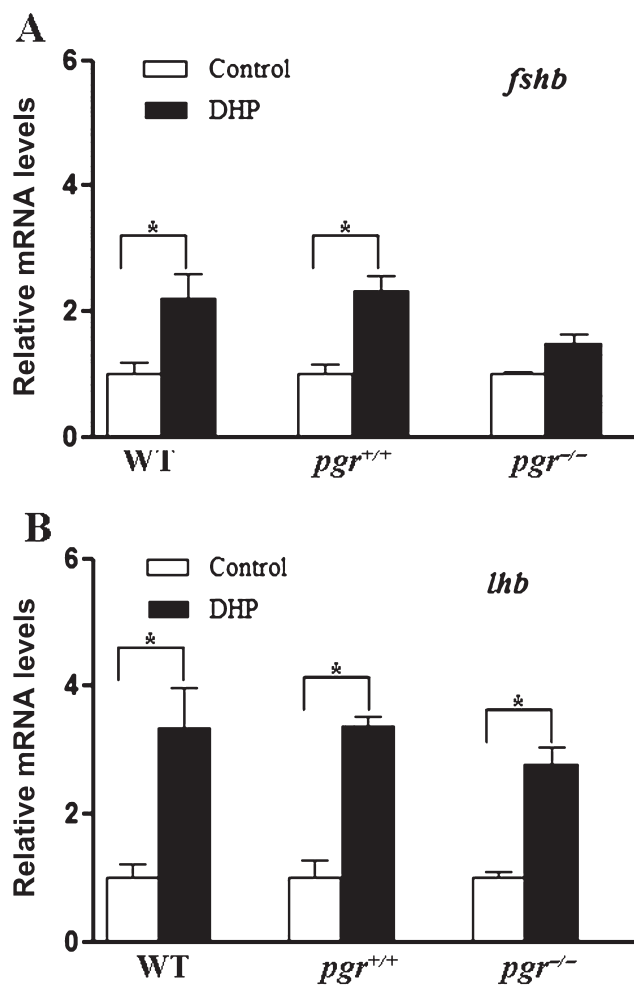 A
6
Control
fshb
DHP
Relative mRNA levels
4
*
*
2
0
WT
pgr+/+
pgr−/−
B
6
Control
lhb
DHP
Relative mRNA levels
*
*
*
4
2
0
WT
pgr+/+
pgr−/−